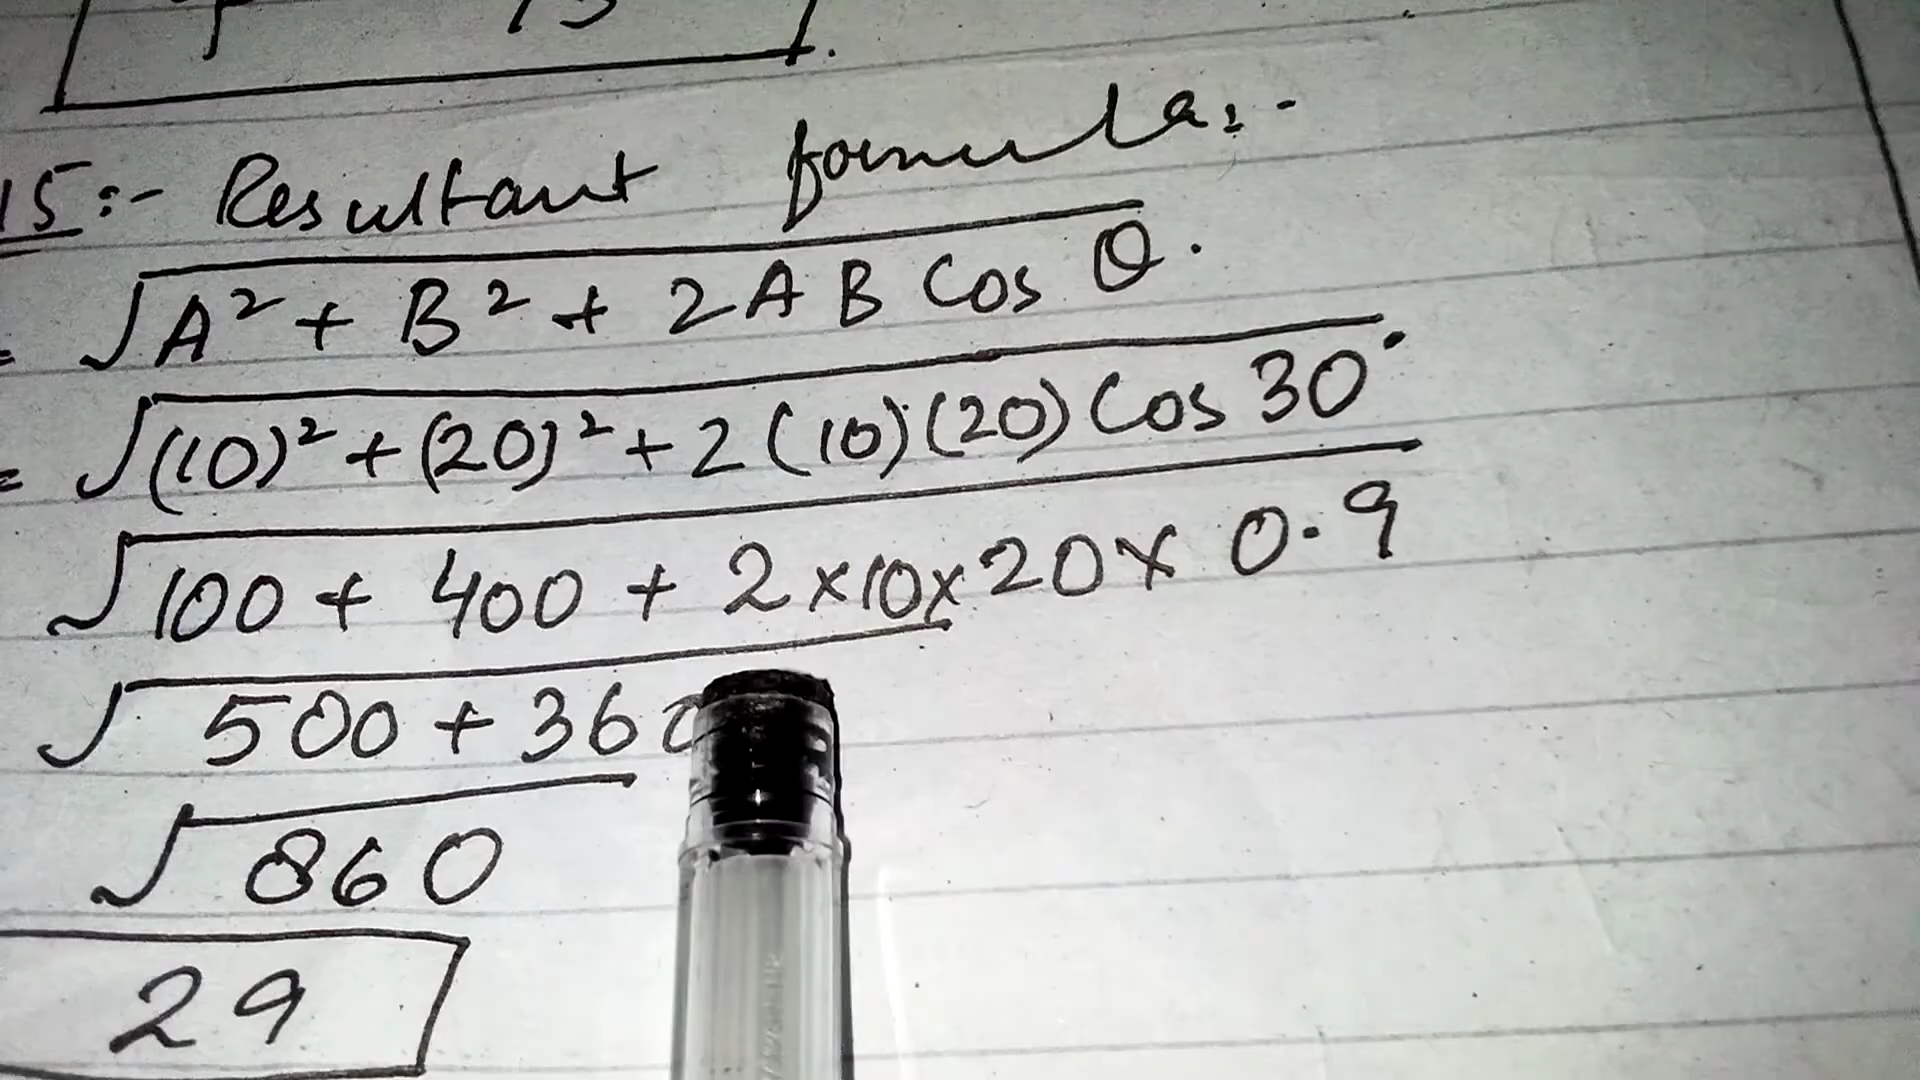 15:- Resultant formula:-
= √A² + B² + 2AB Cos θ.
= √(10)² + (20)² + 2(10)(20) Cos 30°
√100 + 400 + 2×10×20× 0.9
√500 + 360
√860
29